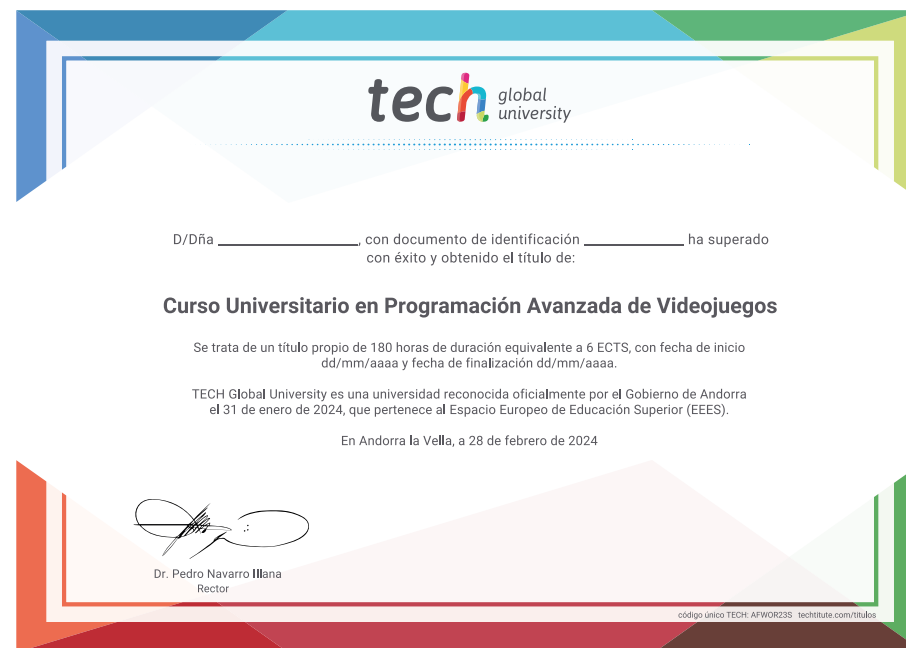 tech global university
D/Dña ____________________, con documento de identificación ______________ ha superado
con éxito y obtenido el título de:
Curso Universitario en Programación Avanzada de Videojuegos
Se trata de un título propio de 180 horas de duración equivalente a 6 ECTS, con fecha de inicio
dd/mm/aaaa y fecha de finalización dd/mm/aaaa.
TECH Global University es una universidad reconocida oficialmente por el Gobierno de Andorra
el 31 de enero de 2024, que pertenece al Espacio Europeo de Educación Superior (EEES).
En Andorra la Vella, a 28 de febrero de 2024
Dr. Pedro Navarro Illana
Rector
código único TECH: AFWOR23S techtitute.com/titulos